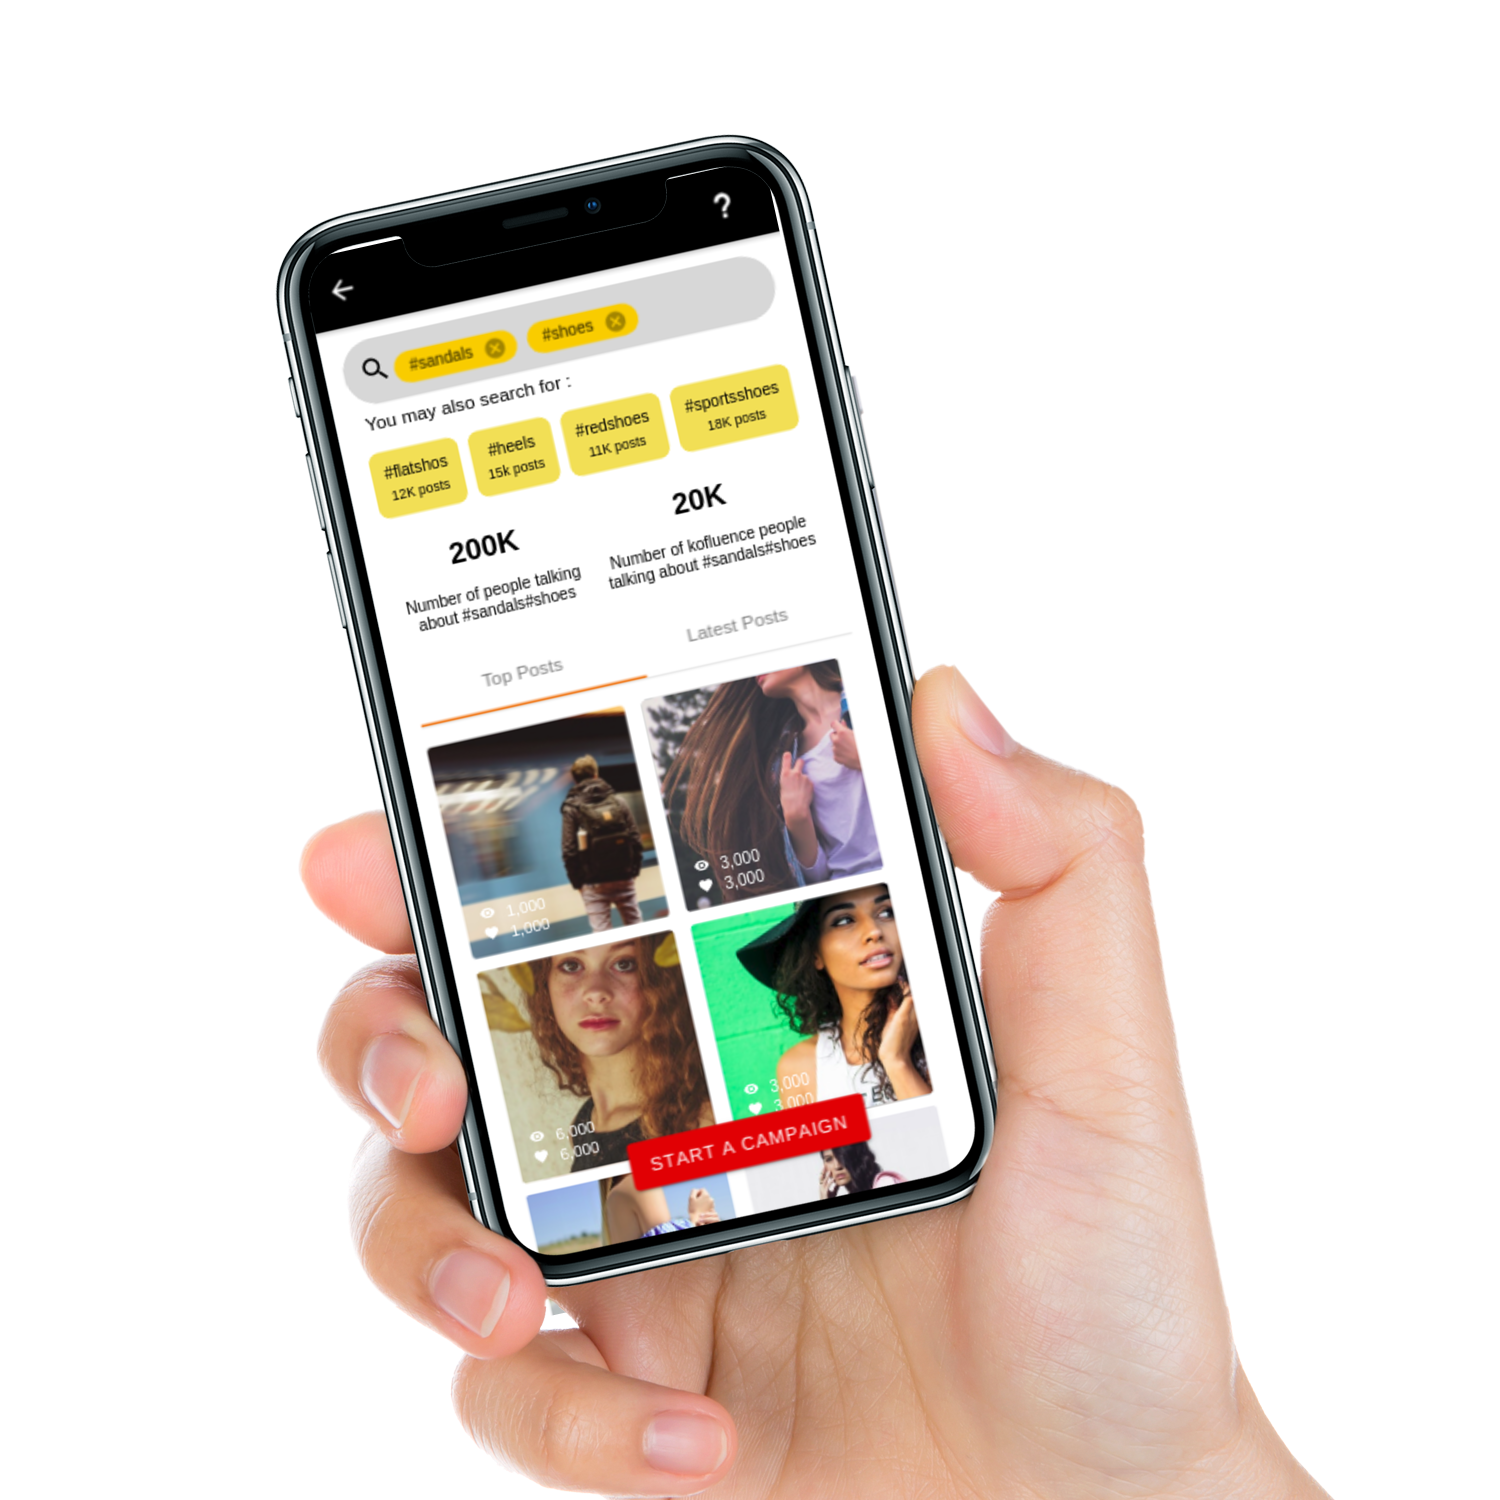 ?
#sandals
#shoes
You may also search for :
#flatshos
12K posts
#heels
15k posts
#redshoes
11K posts
#sportsshoes
18K posts
200K
Number of people talking
about #sandals#shoes
20K
Number of kofluence people
talking about #sandals#shoes
Top Posts
Latest Posts
1,000
1,000
3,000
3,000
6,000
6,000
3,000
3,000
START A CAMPAIGN